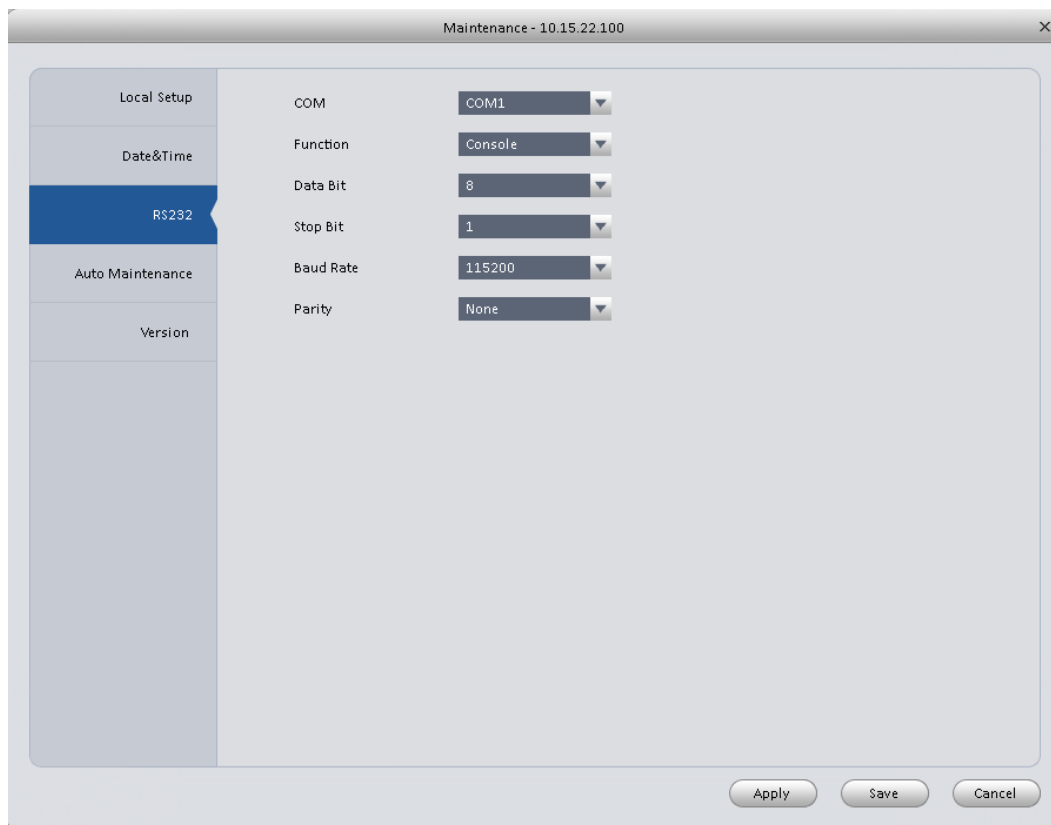 Maintenance - 10.15.22.100
Local Setup
Date&Time
RS232
Auto Maintenance
Version
COM COM1
Function Console
Data Bit 8
Stop Bit 1
Baud Rate 115200
Parity None
Apply Save Cancel